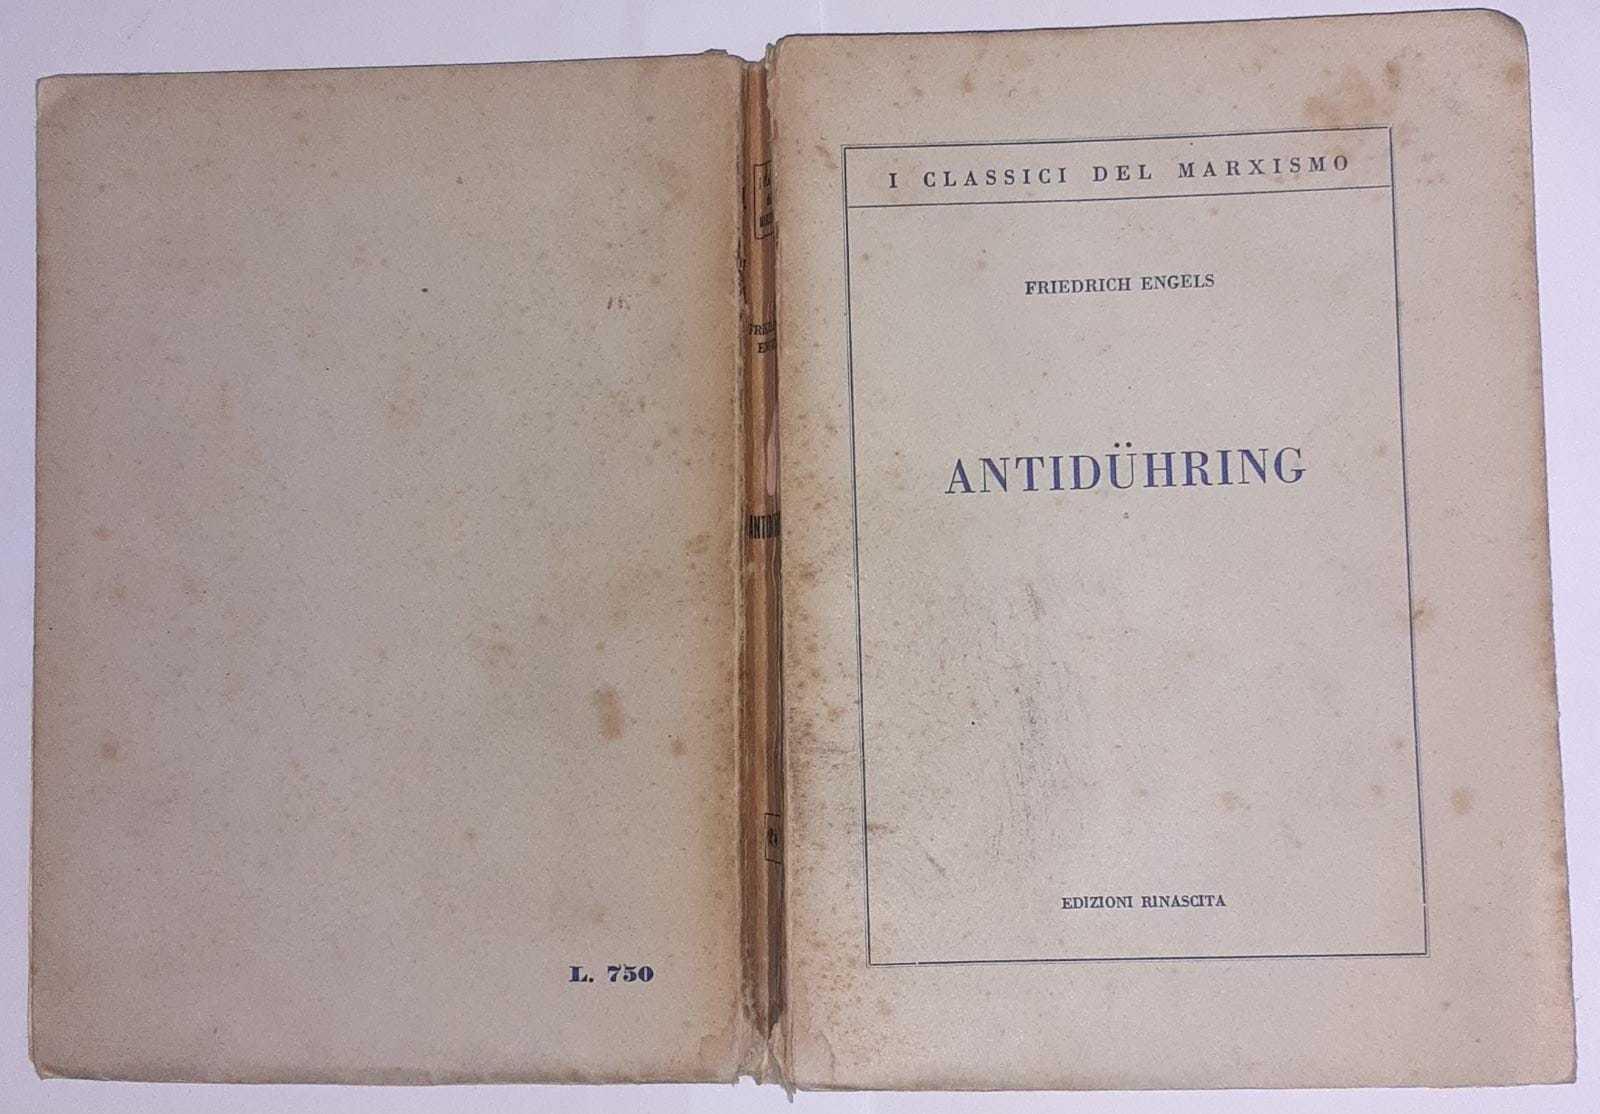 I CLASSICI DEL MARXISMO
FRIEDRICH ENGELS
ANTIDÜHRING
EDIZIONI RINASCITA
L. 750